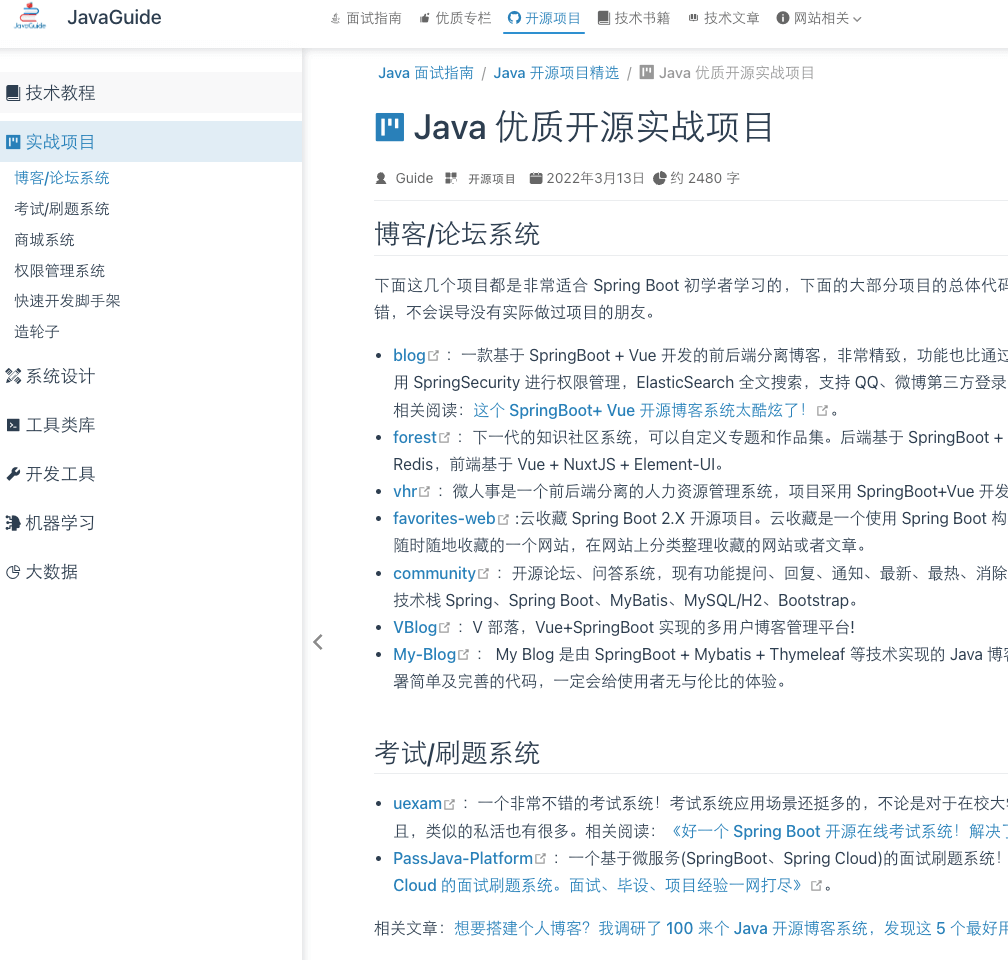 JavaGuide
JavaGuide
面试指南
优质专栏
开源项目
技术书籍
技术文章
网站相关
技术教程
实战项目
博客/论坛系统
考试/刷题系统
商城系统
权限管理系统
快速开发脚手架
造轮子
系统设计
工具类库
开发工具
机器学习
大数据
Java 面试指南 / Java 开源项目精选 / Java 优质开源实战项目
Java 优质开源实战项目
Guide 开源项目 2022年3月13日 约 2480 字
博客/论坛系统
下面这几个项目都是非常适合 Spring Boot 初学者学习的，下面的大部分项目的总体代码
错，不会误导没有实际做过项目的朋友。
blog ：一款基于 SpringBoot + Vue 开发的前后端分离博客，非常精致，功能也比通过
用 SpringSecurity 进行权限管理，ElasticSearch 全文搜索，支持 QQ、微博第三方登录
相关阅读：这个 SpringBoot+ Vue 开源博客系统太酷炫了！ 。
forest ：下一代的知识社区系统，可以自定义专题和作品集。后端基于 SpringBoot +
Redis，前端基于 Vue + NuxtJS + Element-UI。
vhr ：微人事是一个前后端分离的人力资源管理系统，项目采用 SpringBoot+Vue 开发
favorites-web :云收藏 Spring Boot 2.X 开源项目。云收藏是一个使用 Spring Boot 构
随时随地收藏的一个网站，在网站上分类整理收藏的网站或者文章。
community ：开源论坛、问答系统，现有功能提问、回复、通知、最新、最热、消除
技术栈 Spring、Spring Boot、MyBatis、MySQL/H2、Bootstrap。
VBlog ：V 部落，Vue+SpringBoot 实现的多用户博客管理平台!
My-Blog ： My Blog 是由 SpringBoot + Mybatis + Thymeleaf 等技术实现的 Java 博客
署简单及完善的代码，一定会给使用者无与伦比的体验。
考试/刷题系统
uexam ：一个非常不错的考试系统！考试系统应用场景还挺多的，不论是对于在校大学
且，类似的私活也有很多。相关阅读：《好一个 Spring Boot 开源在线考试系统！解决了
PassJava-Platform ：一个基于微服务(SpringBoot、Spring Cloud)的面试刷题系统！
Cloud 的面试刷题系统。面试、毕设、项目经验一网打尽》 。
相关文章：想要搭建个人博客？我调研了 100 来个 Java 开源博客系统，发现这 5 个最好用